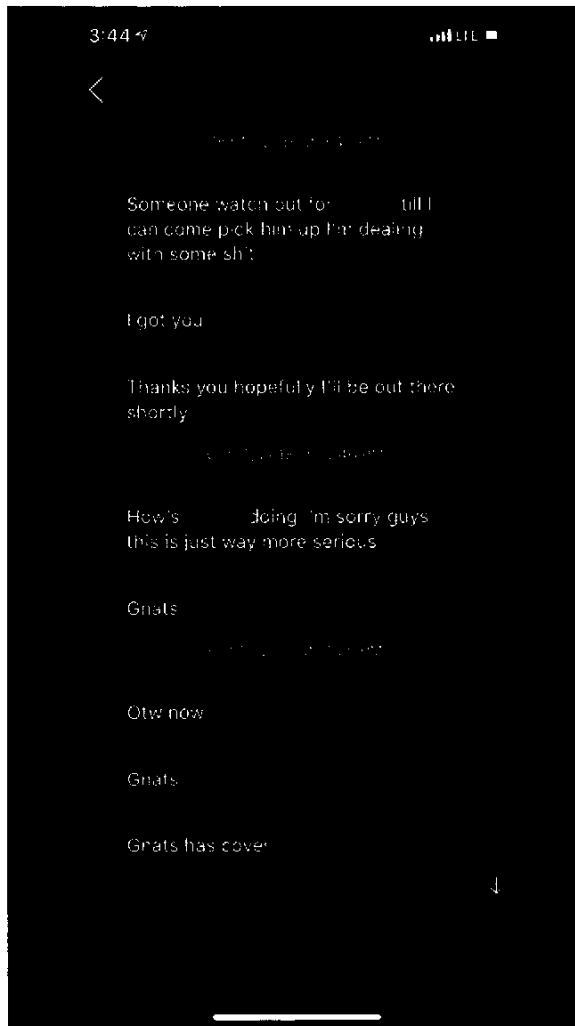 3:44
LTE
Someone watch out for till I
can come pick him up I'm dealing
with some shit
I got you
Thanks you hopefully I'll be out there
shortly
How's doing I'm sorry guys
this is just way more serious
Gnats
Otw now
Gnats
Gnats has cover